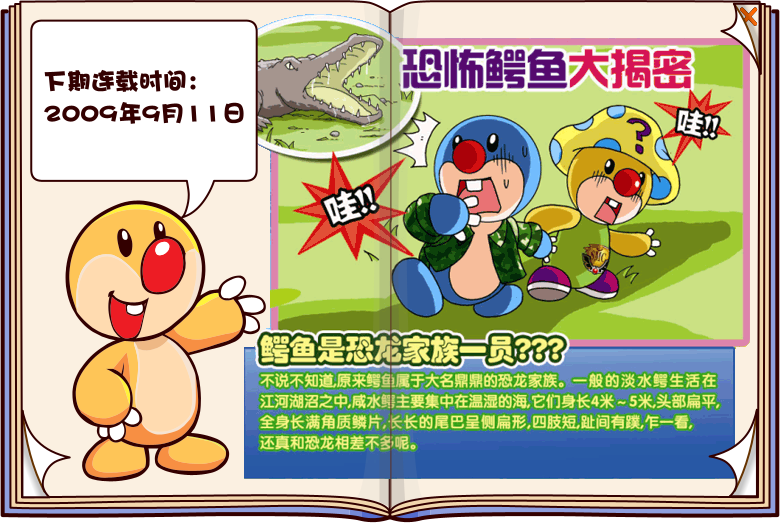 下期连载时间：
2009年9月11日
恐怖鳄鱼大揭密
哇!!
哇!!
?
鳄鱼是恐龙家族一员???
不说不知道,原来鳄鱼属于大名鼎鼎的恐龙家族。一般的淡水鳄生活在
江河湖沼之中,咸水鳄主要集中在温湿的海,它们身长4米～5米,头部扁平,
全身长满角质鳞片,长长的尾巴呈侧扁形,四肢短,趾间有蹼,乍一看,
还真和恐龙相差不多呢。